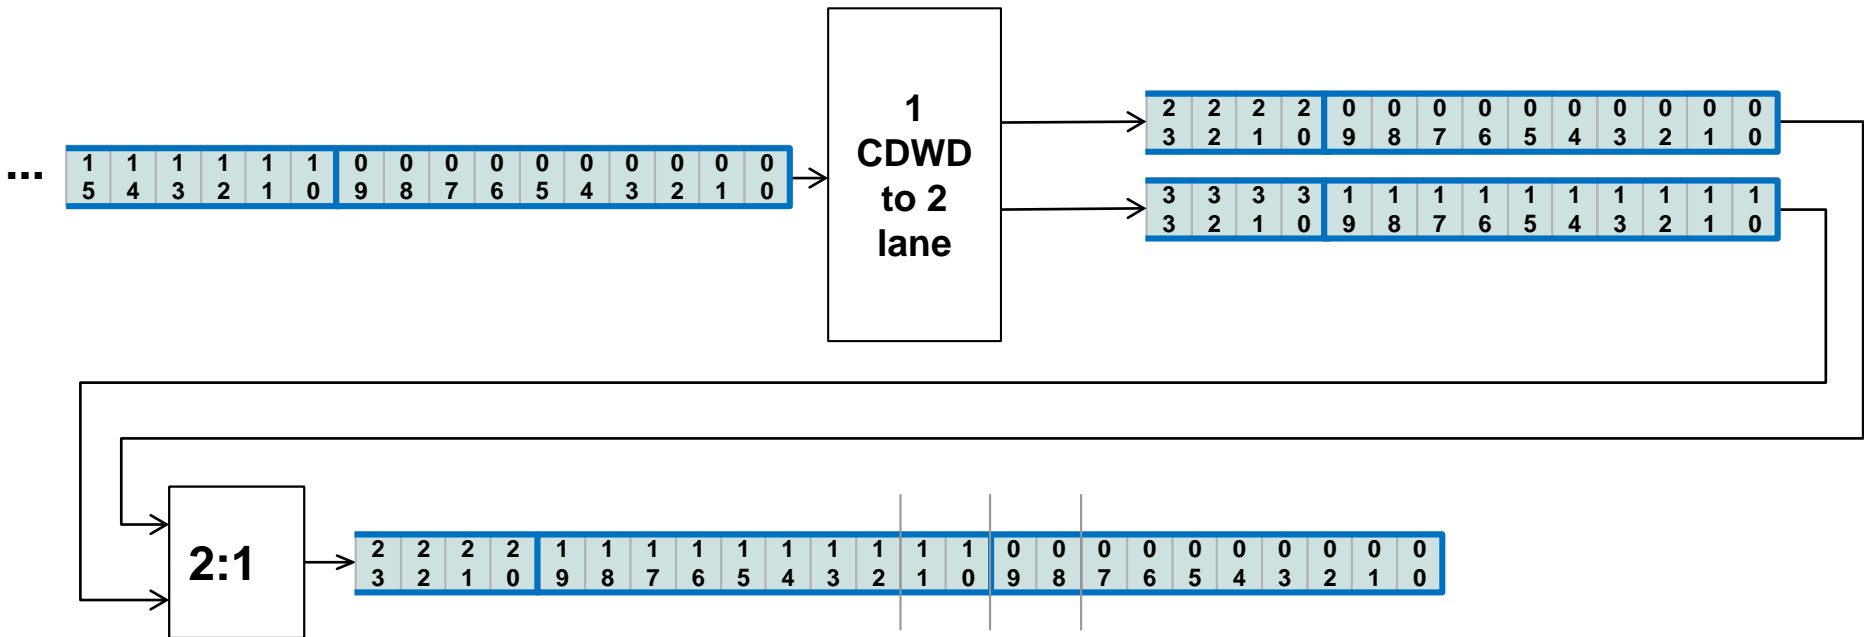 1
CDWD
to 2
lane
2 2 2 2 0 0 0 0 0 0 0 0 0 0
3 2 1 0 9 8 7 6 5 4 3 2 1 0
... 1 1 1 1 1 1 0 0 0 0 0 0 0 0 0 0
5 4 3 2 1 0 9 8 7 6 5 4 3 2 1 0
3 3 3 3 1 1 1 1 1 1 1 1 1 1
3 2 1 0 9 8 7 6 5 4 3 2 1 0
2:1
2 2 2 2 1 1 1 1 1 1 1 1 1 1 0 0 0 0 0 0 0 0 0 0
3 2 1 0 9 8 7 6 5 4 3 2 1 0 9 8 7 6 5 4 3 2 1 0